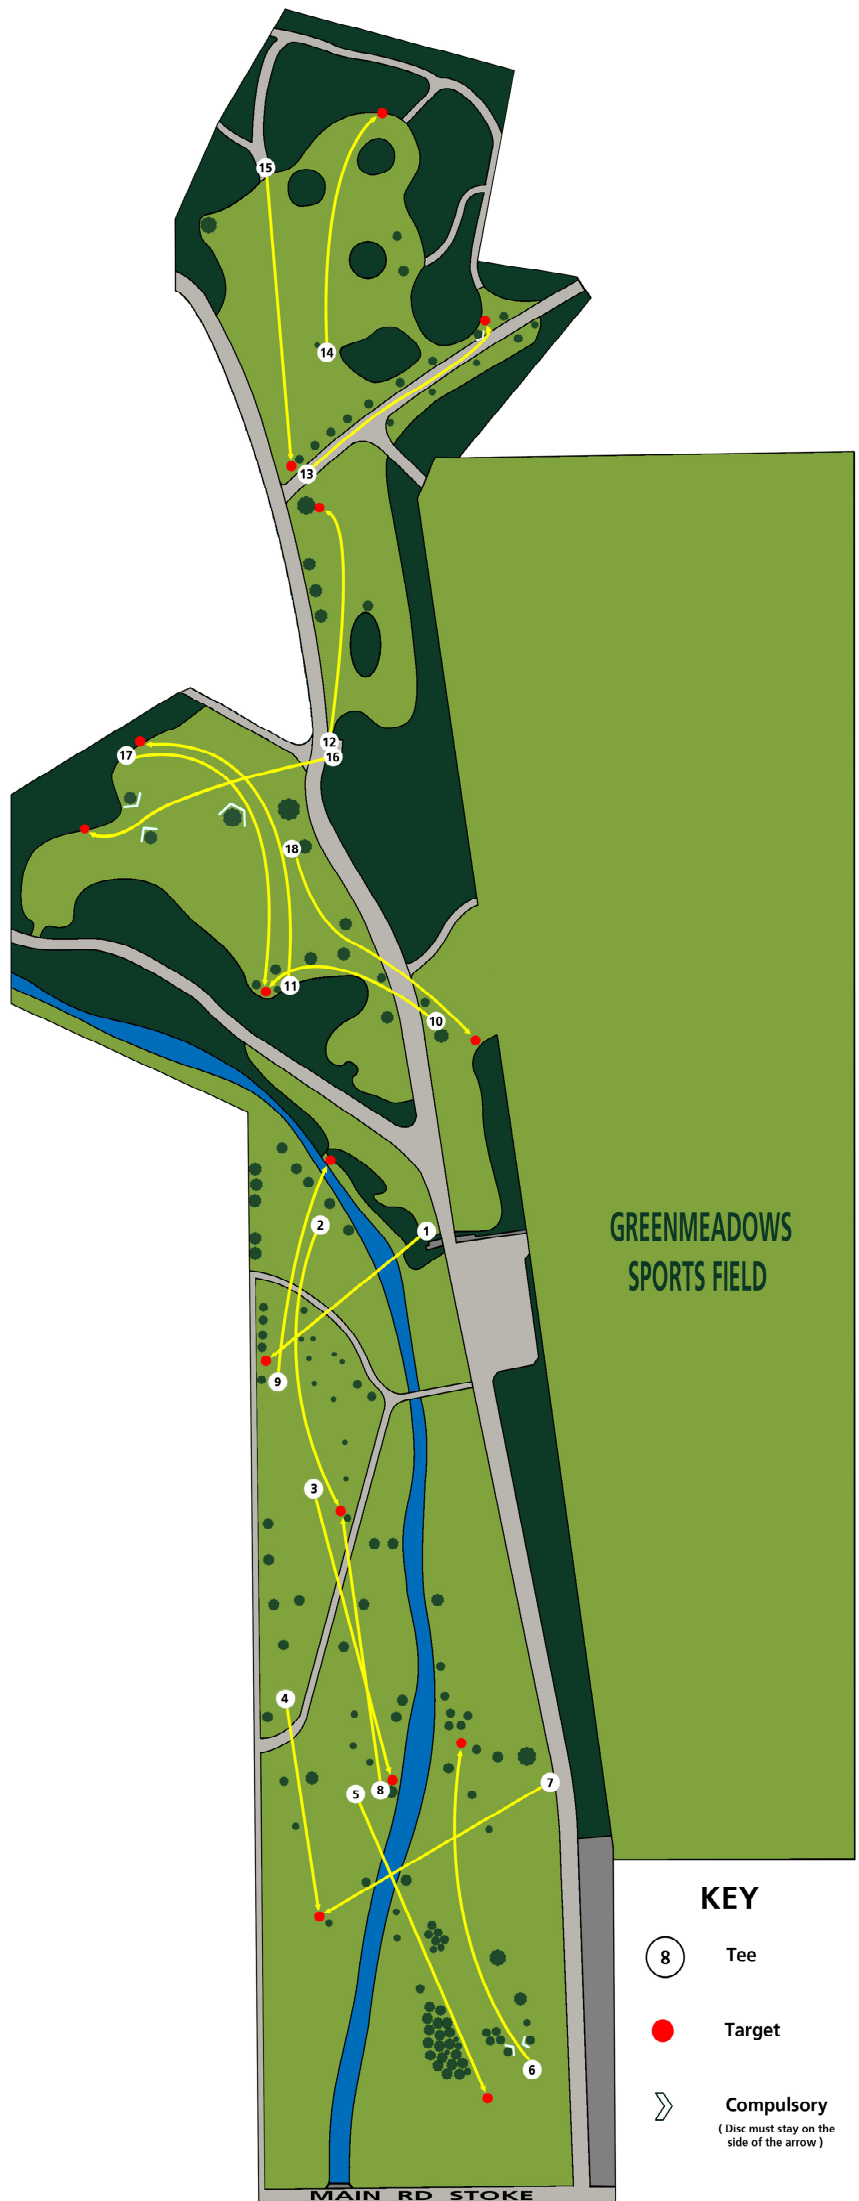 15
14
13
12
16
17
18
11
10
GREENMEADOWS
SPORTS FIELD
2
1
9
3
4
7
5
8
KEY
8
Tee
Target
6
Compulsory
( Disc must stay on the
side of the arrow )
MAIN RD STOKE